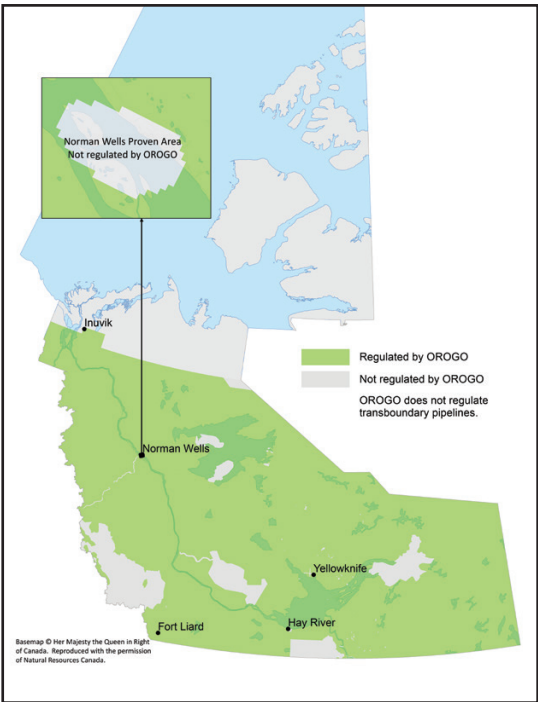 Norman Wells Proven Area
Not regulated by OROGO
Inuvik
Regulated by OROGO
Not regulated by OROGO
OROGO does not regulate
transboundary pipelines.
Norman Wells
Yellowknife
Fort Liard
Hay River
Basemap © Her Majesty the Queen in Right
of Canada. Reproduced with the permission
of Natural Resources Canada.